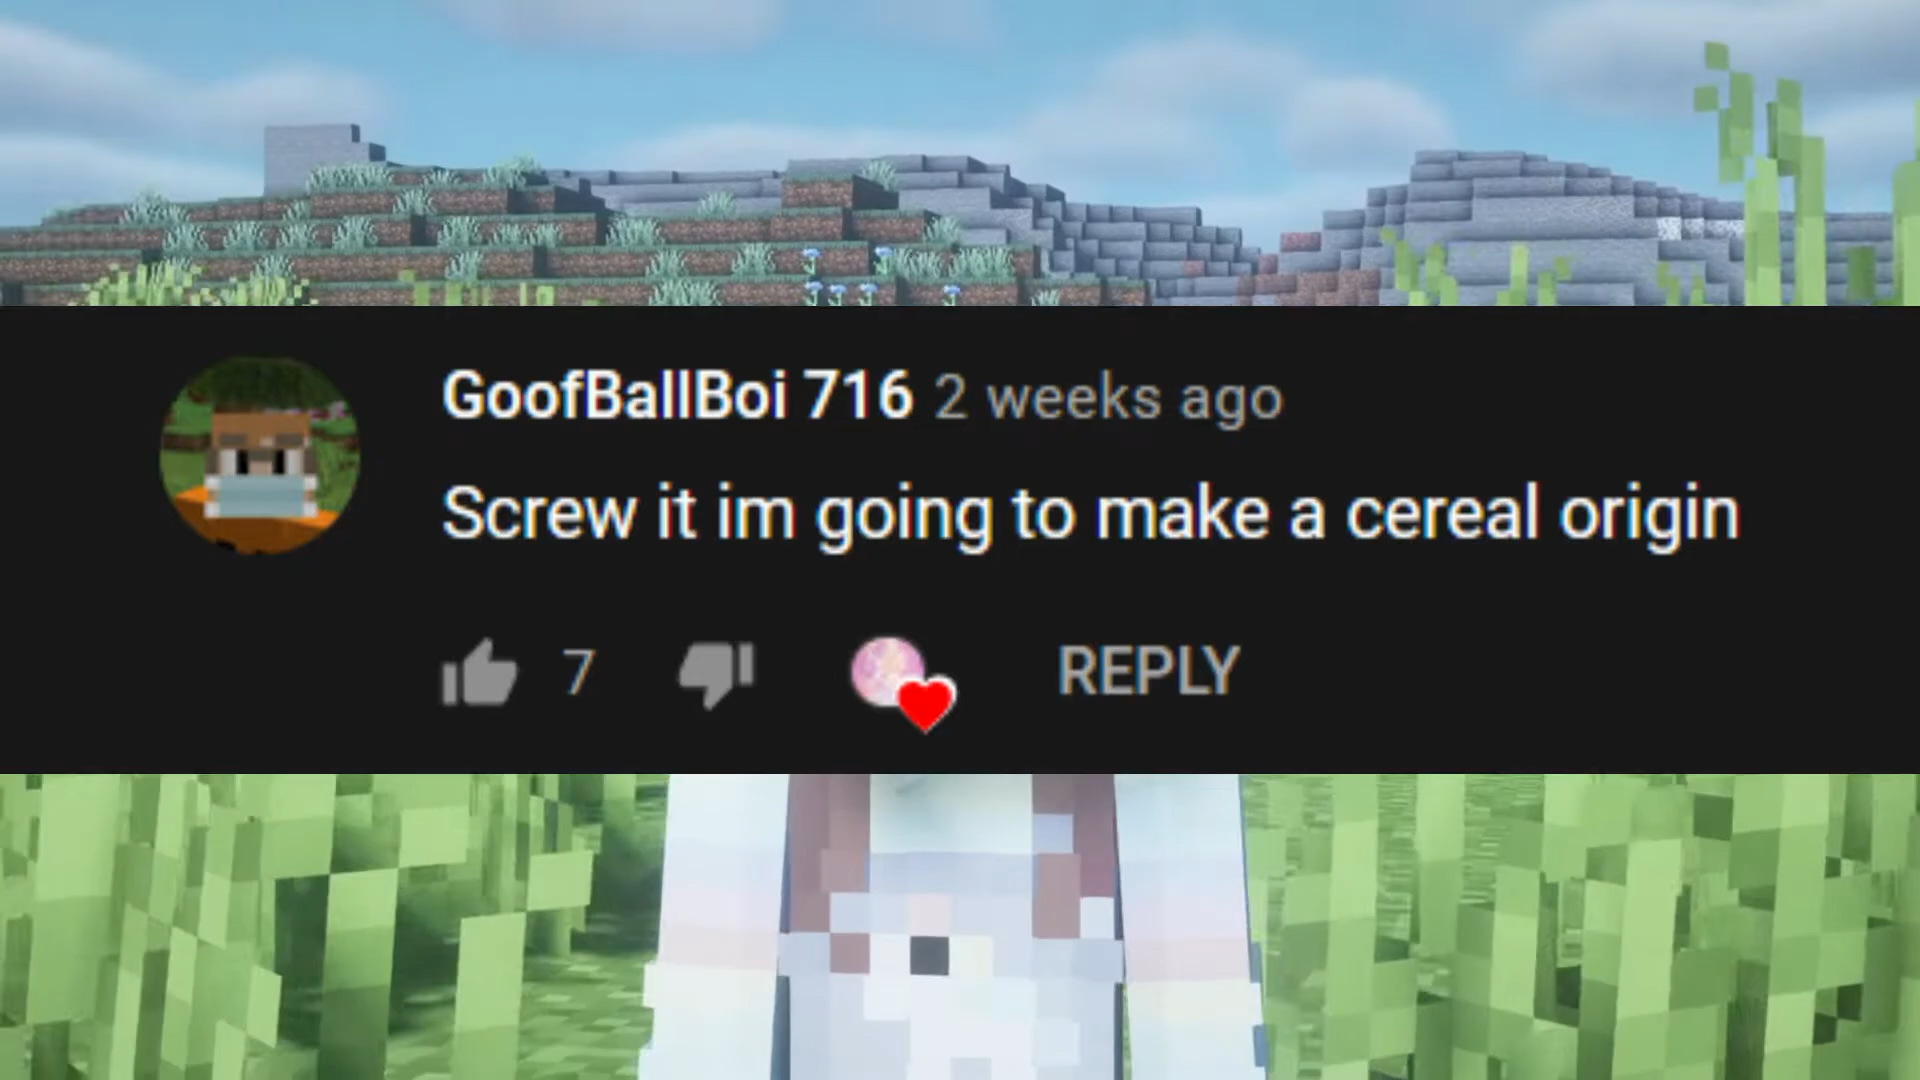 GoofBallBoi 716 2 weeks ago
Screw it im going to make a cereal origin
7 REPLY